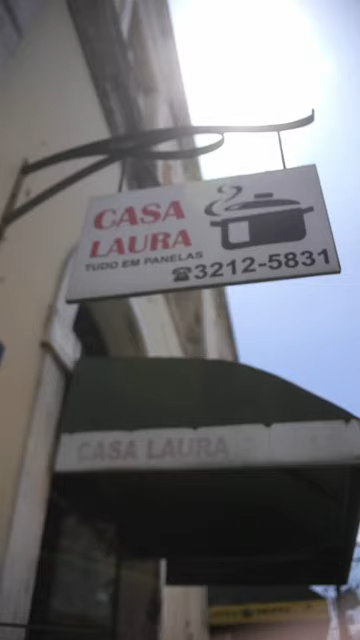 CASA
LAURA
TUDO EM PANELAS
☎3212-5831
CASA LAURA